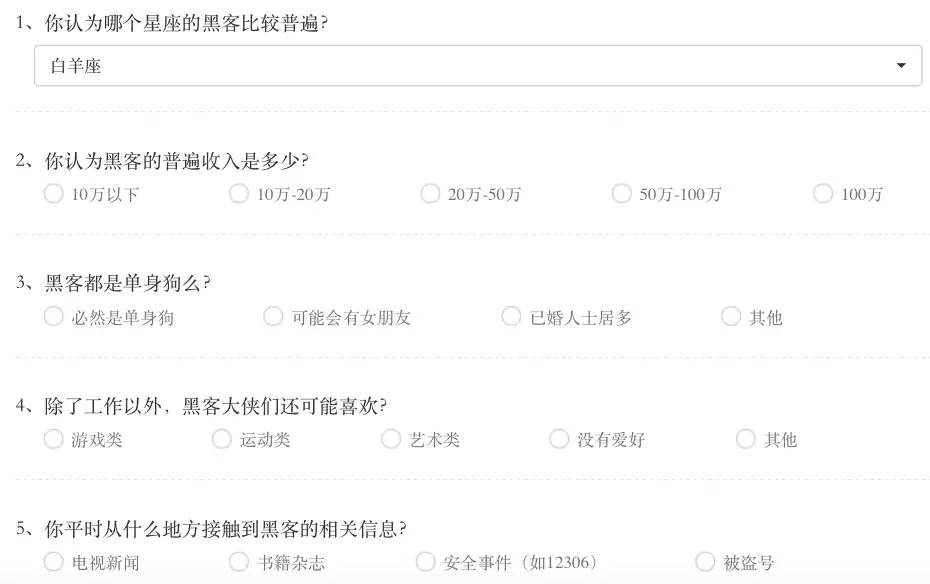 1、你认为哪个星座的黑客比较普遍?
白羊座
2、你认为黑客的普遍收入是多少?
10万以下 10万-20万 20万-50万 50万-100万 100万
3、黑客都是单身狗么?
必然是单身狗 可能会有女朋友 已婚人士居多 其他
4、除了工作以外，黑客大侠们还可能喜欢?
游戏类 运动类 艺术类 没有爱好 其他
5、你平时从什么地方接触到黑客的相关信息?
电视新闻 书籍杂志 安全事件（如12306） 被盗号